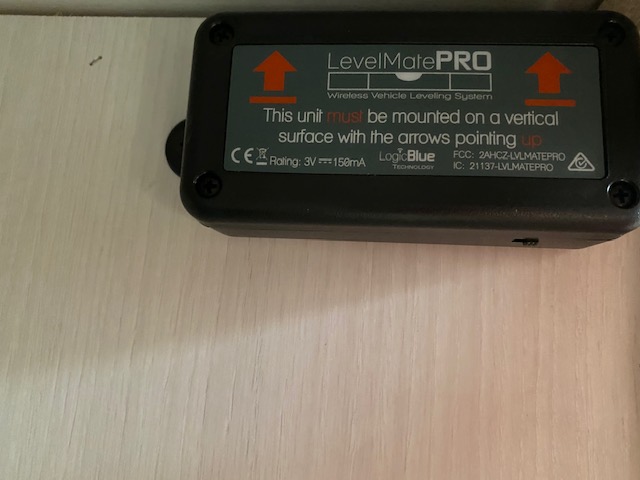 LevelMatePRO
Wireless Vehicle Leveling System
This unit must be mounted on a vertical
surface with the arrows pointing up
CE Rating: 3V 150mA
LogicBlue
TECHNOLOGY
FCC: 2AHCZ-LVLMATEPRO
IC: 21137-LVLMATEPRO